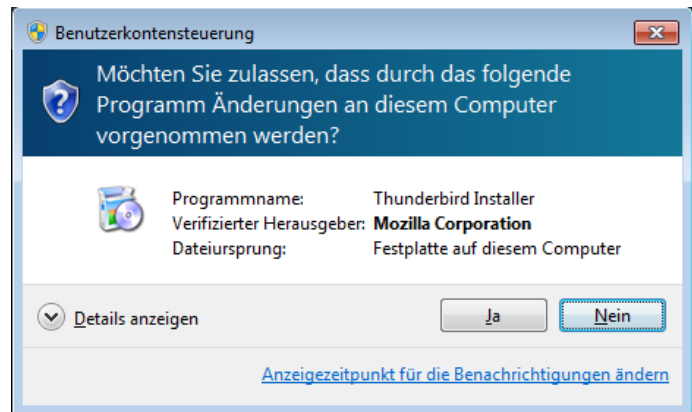 Benutzerkontensteuerung
Möchten Sie zulassen, dass durch das folgende
Programm Änderungen an diesem Computer
vorgenommen werden?
Programmname: Thunderbird Installer
Verifizierter Herausgeber: Mozilla Corporation
Dateiursprung: Festplatte auf diesem Computer
Details anzeigen Ja Nein
Anzeigezeitpunkt für die Benachrichtigungen ändern